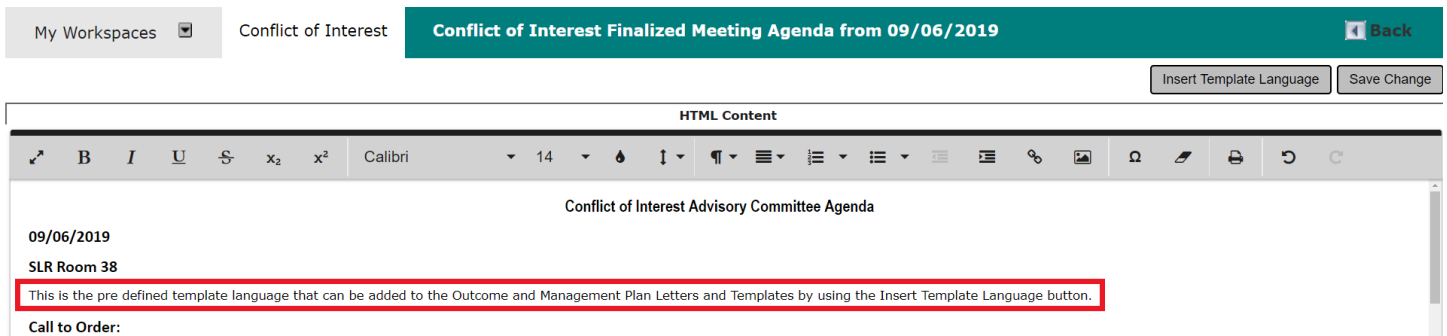 My Workspaces Conflict of Interest Conflict of Interest Finalized Meeting Agenda from 09/06/2019 Back
Insert Template Language Save Change
HTML Content
B I U S x₂ x² Calibri 14 Ω
Conflict of Interest Advisory Committee Agenda
09/06/2019
SLR Room 38
This is the pre defined template language that can be added to the Outcome and Management Plan Letters and Templates by using the Insert Template Language button.
Call to Order: